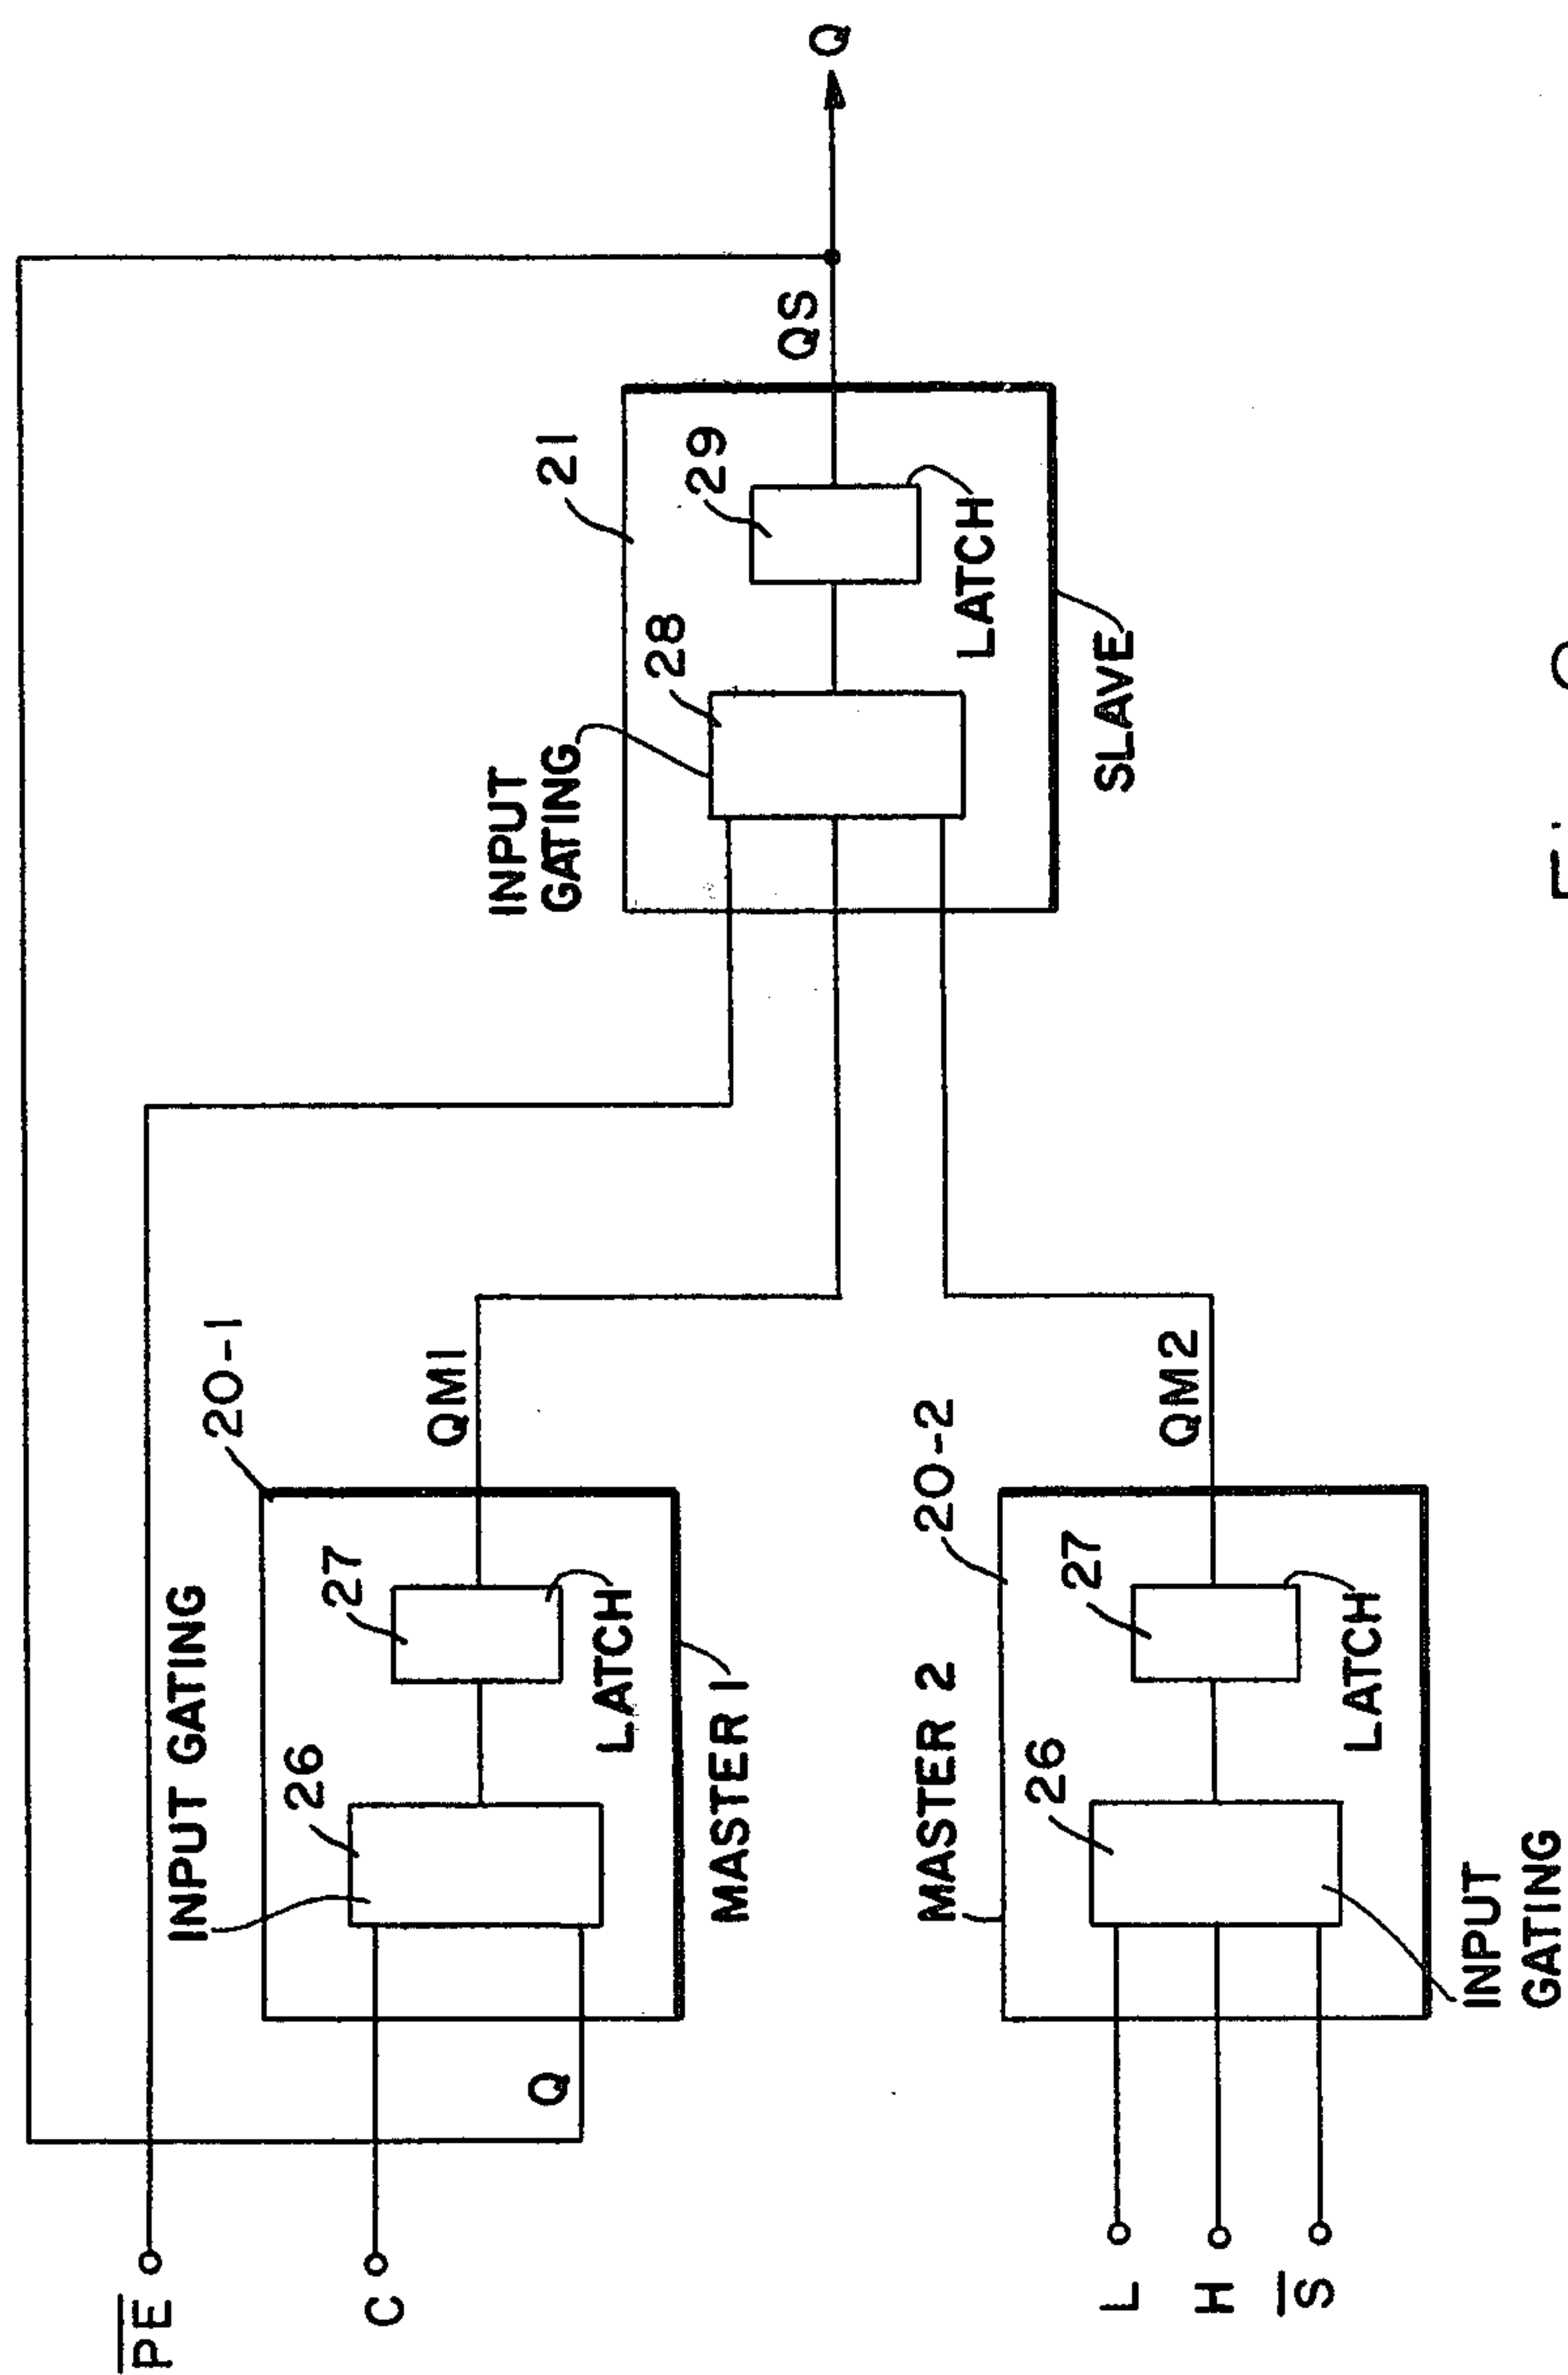 Q
QS
21
29
LATCH
28
INPUT
GATING
SLAVE
20-1
QM1
INPUT GATING
27
LATCH
26
MASTER 1
Q
PE
C
20-2
QM2
27
LATCH
MASTER 2
26
INPUT
GATING
L
H
S